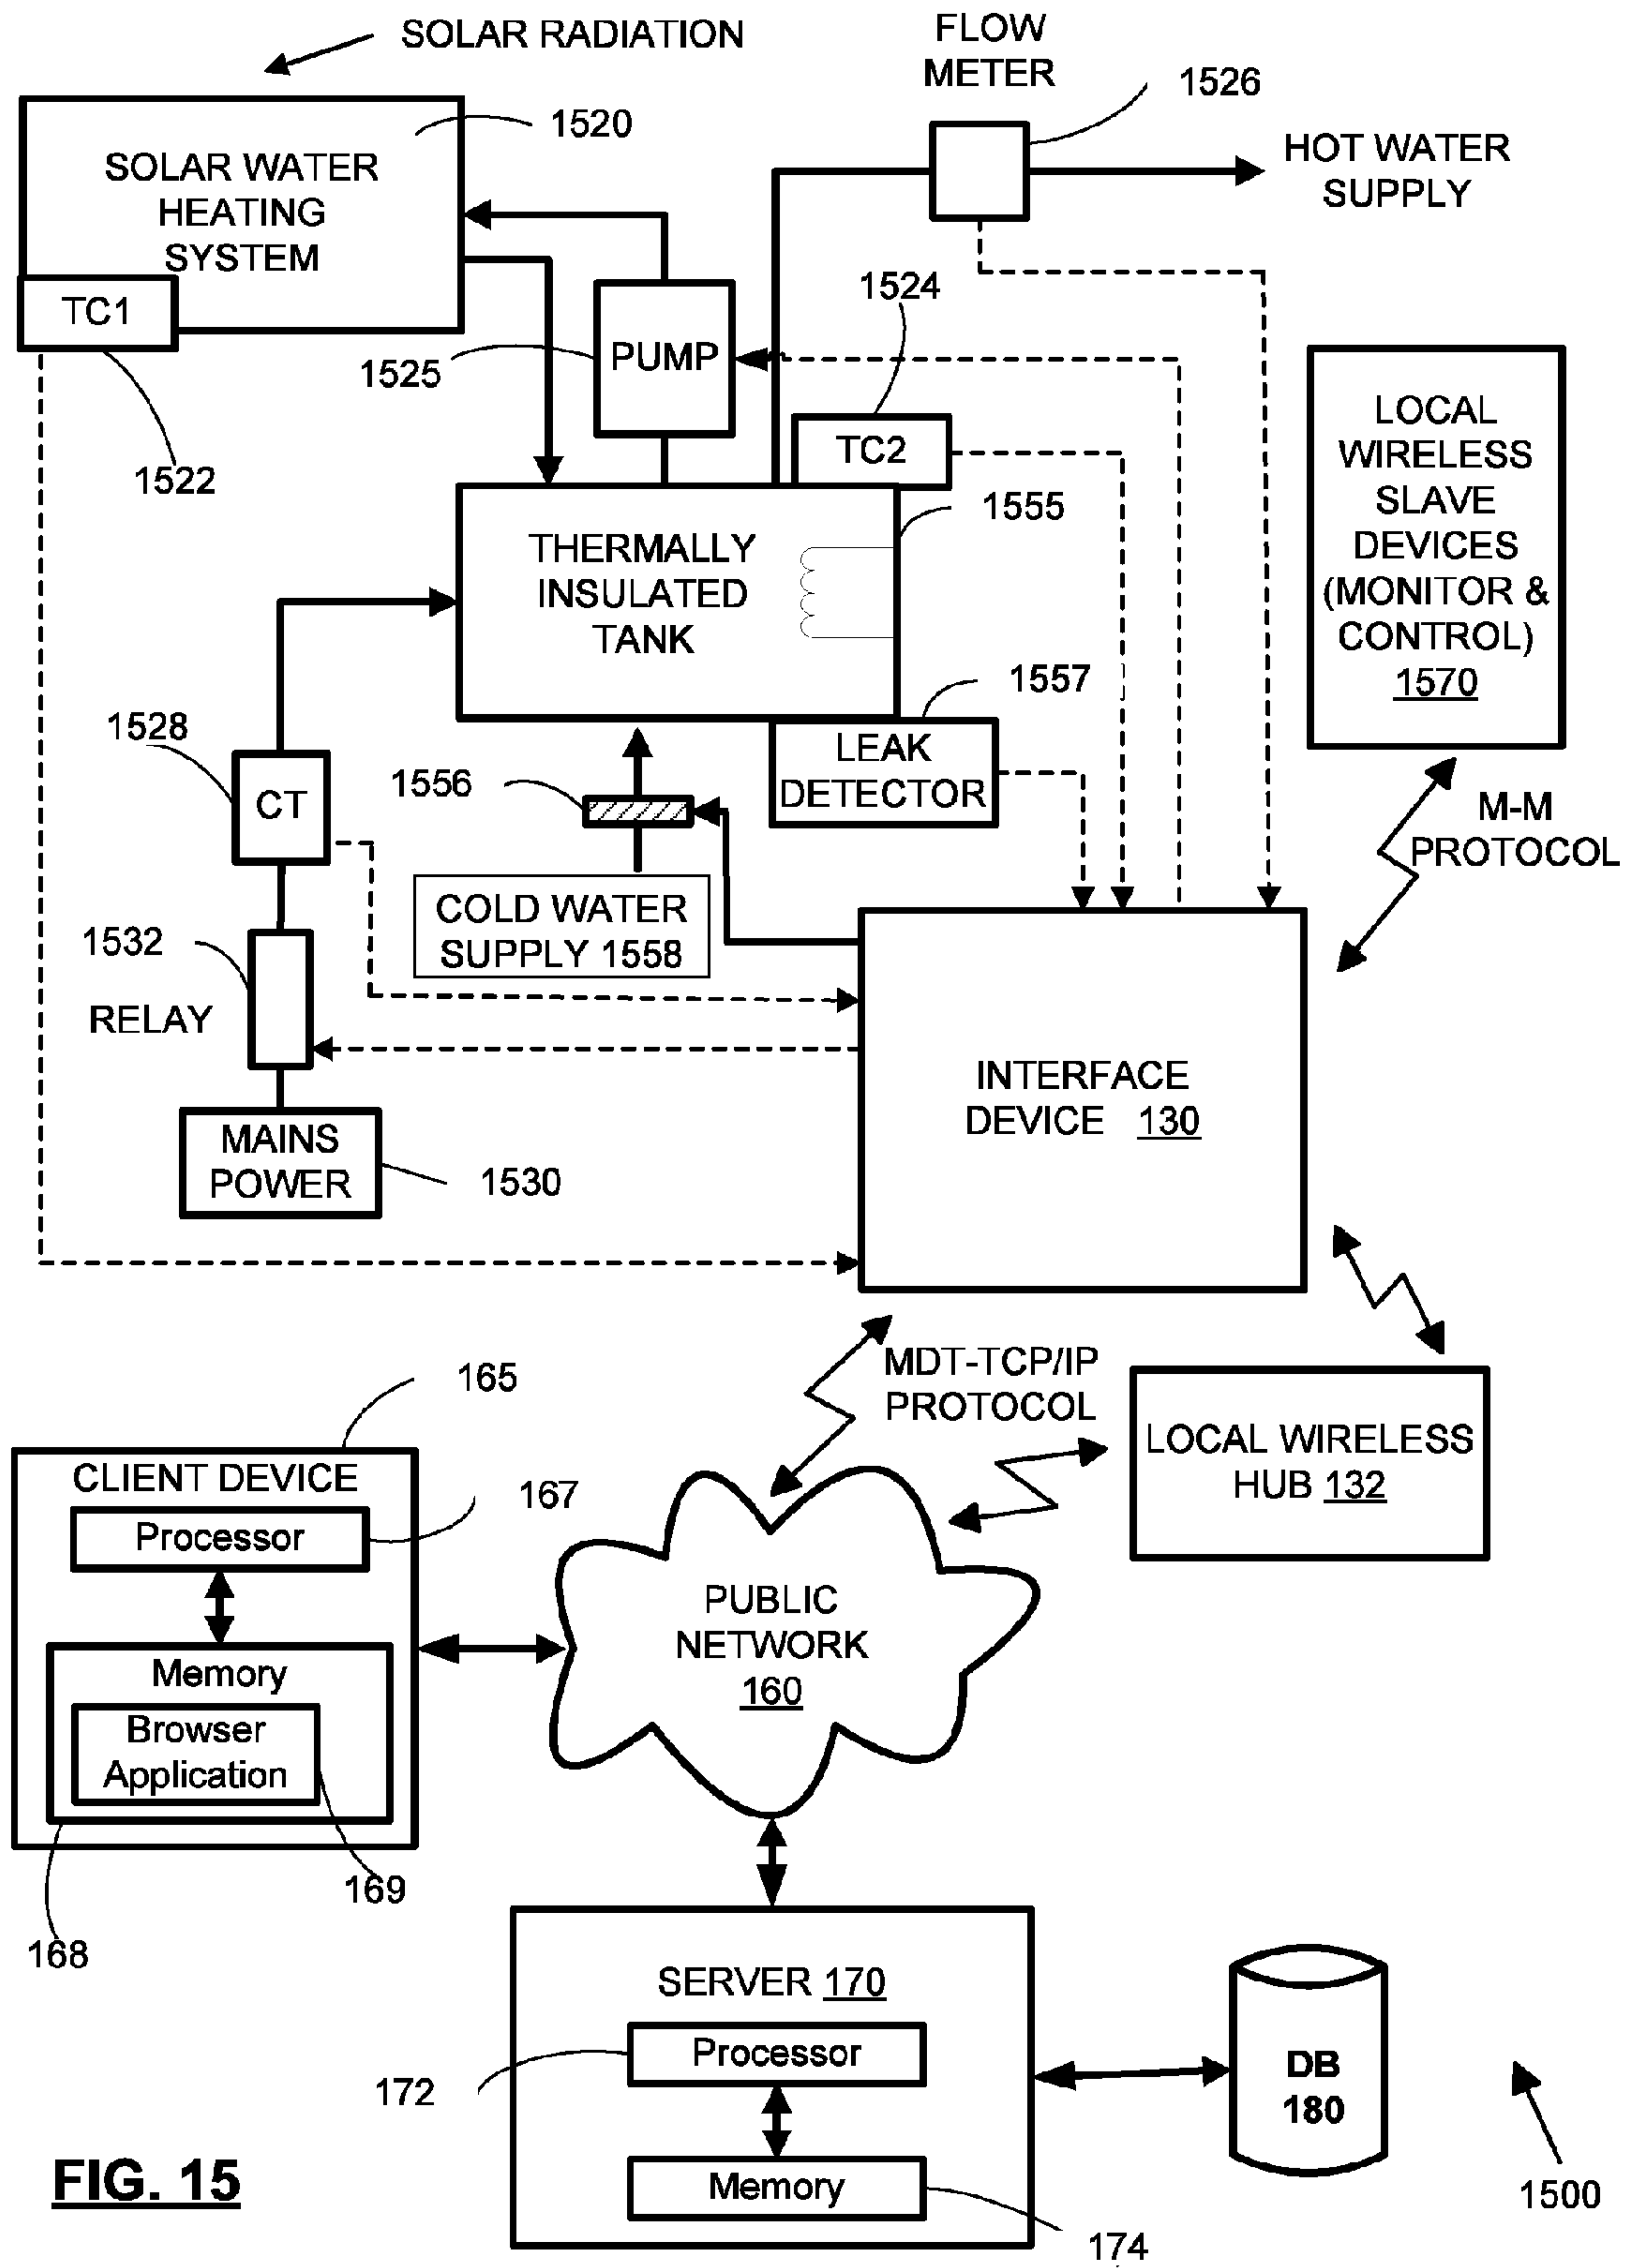 SOLAR RADIATION
FLOW
METER
1526
1520
SOLAR WATER
HEATING
SYSTEM
HOT WATER
SUPPLY
TC1
1524
PUMP
1525
TC2
1522
1555
LOCAL
WIRELESS
SLAVE
DEVICES
(MONITOR &
CONTROL)
1570
THERMALLY
INSULATED
TANK
1557
1528
LEAK
DETECTOR
1556
CT
M-M
PROTOCOL
COLD WATER
SUPPLY 1558
1532
RELAY
INTERFACE
DEVICE 130
MAINS
POWER
1530
MDT-TCP/IP
PROTOCOL
165
LOCAL WIRELESS
HUB 132
CLIENT DEVICE
167
Processor
PUBLIC
NETWORK
160
Memory
Browser
Application
169
168
SERVER 170
Processor
172
DB
180
Memory
174
FIG. 15
1500